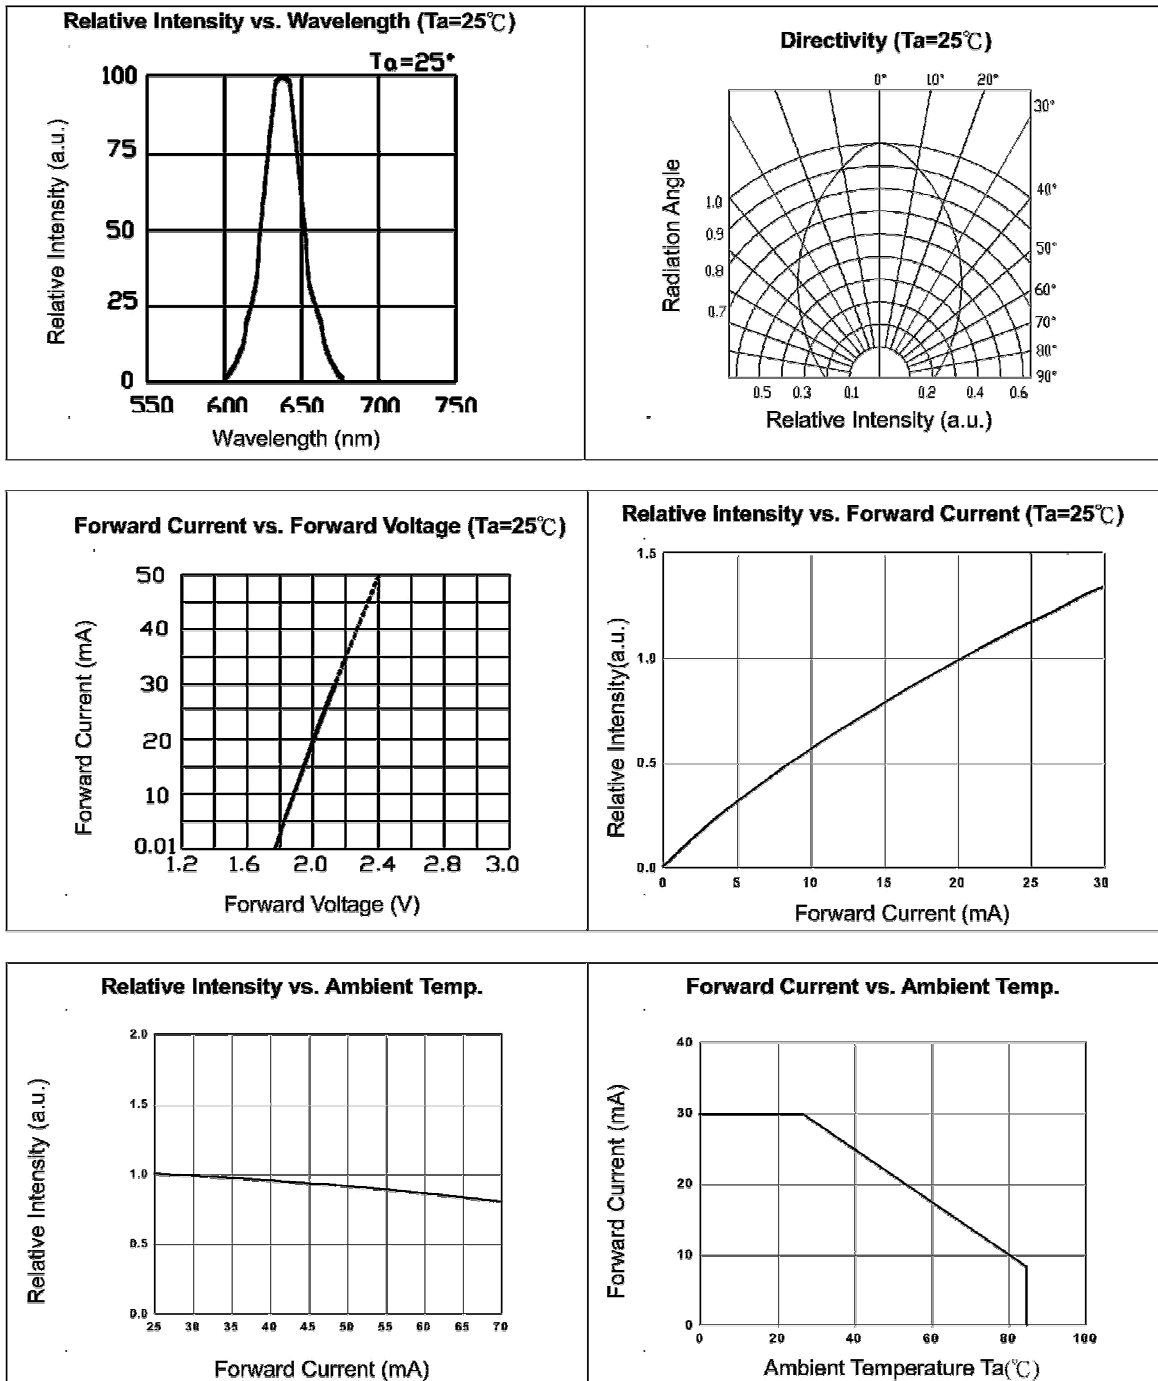 Relative Intensity vs. Wavelength (Ta=25℃)
Ta=25°
Relative Intensity (a.u.)
100
75
50
25
0
550 600 650 700 750
Wavelength (nm)
Directivity (Ta=25℃)
0° 10° 20°
30°
40°
50°
60°
70°
80°
90°
Radiation Angle
1.0
0.9
0.8
0.7
0.5 0.3 0.1 0.2 0.4 0.6
Relative Intensity (a.u.)
Forward Current vs. Forward Voltage (Ta=25℃)
Forward Current (mA)
50
40
30
20
10
0.01
1.2 1.6 2.0 2.4 2.8 3.0
Forward Voltage (V)
Relative Intensity vs. Forward Current (Ta=25℃)
Relative Intensity(a.u.)
1.5
1.0
0.5
0.0
0 5 10 15 20 25 30
Forward Current (mA)
Relative Intensity vs. Ambient Temp.
Relative Intensity (a.u.)
2.0
1.5
1.0
0.5
0.0
25 30 35 40 45 50 55 60 65 70
Forward Current (mA)
Forward Current vs. Ambient Temp.
Forward Current (mA)
40
30
20
10
0
0 20 40 60 80 100
Ambient Temperature Ta(℃)